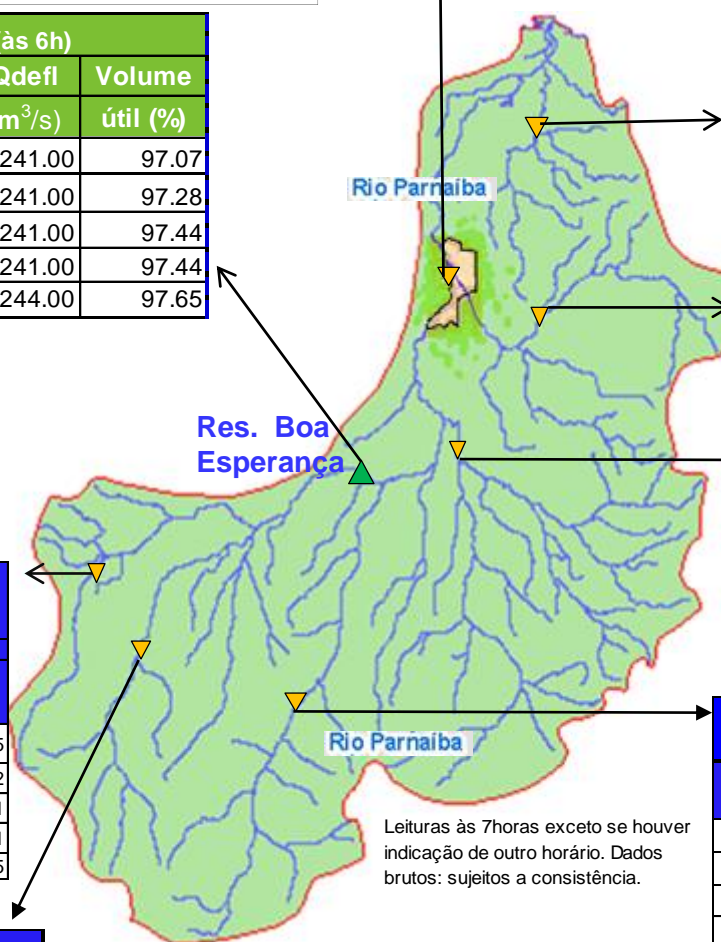 (às 6h)
Qdefl Volume
m³/s) útil (%)
241.00 97.07
241.00 97.28
241.00 97.44
241.00 97.44
244.00 97.65
Rio Parnaíba
Res. Boa
Esperança
Rio Parnaíba
Leituras às 7horas exceto se houver
indicação de outro horário. Dados
brutos: sujeitos a consistência.